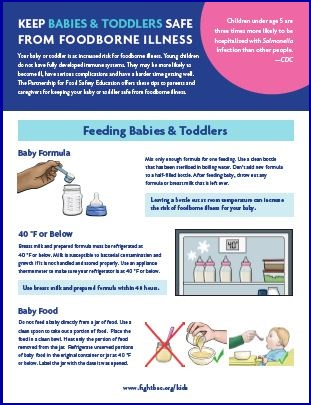 KEEP BABIES & TODDLERS SAFE
FROM FOODBORNE ILLNESS
Your baby or toddler is at increased risk for foodborne illness. Young children
do not have fully developed immune systems. They may be more likely to
become ill, have serious complications and have a harder time getting well.
The Partnership for Food Safety Education offers these tips to parents and
caregivers for keeping your baby or toddler safe from foodborne illness.
Children under age 5 are
three times more likely to be
hospitalized with Salmonella
infection than other people.
—CDC
Feeding Babies & Toddlers
Baby Formula
Mix only enough formula for one feeding. Use a clean bottle
that has been sterilized in boiling water. Don't add new formula
to a half-filled bottle. After feeding baby, throw out any
formula or breast milk that is left over.
Leaving a bottle out at room temperature can increase
the risk of foodborne illness for your baby.
40 °F or Below
Breast milk and prepared formula must be refrigerated at
40 °F or below. Milk is susceptible to bacterial contamination and
growth if it is not handled and stored properly. Use an appliance
thermometer to make sure your refrigerator is at 40 °F or below.
Use breast milk and prepared formula within 48 hours.
40°
Baby Food
Do not feed a baby directly from a jar of food. Use a
clean spoon to take out a portion of food. Place the
food in a clean bowl. Heat only the portion of food
removed from the jar. Refrigerate unserved portions
of baby food in the original container or jar at 40 °F
or below. Label the jar with the date it was opened.
www.fightbac.org/kids